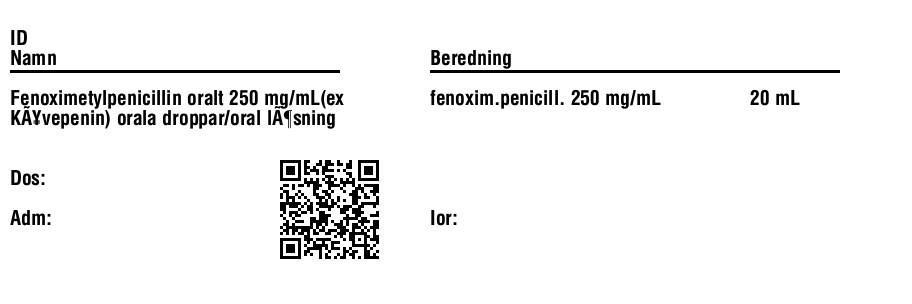 ID
Namn
Beredning
Fenoximetylpenicillin oralt 250 mg/mL(ex
KÃ¥vepenin) orala droppar/oral lÃ¶sning
fenoxim.penicill. 250 mg/mL 20 mL
Dos:
Adm:
Ior: